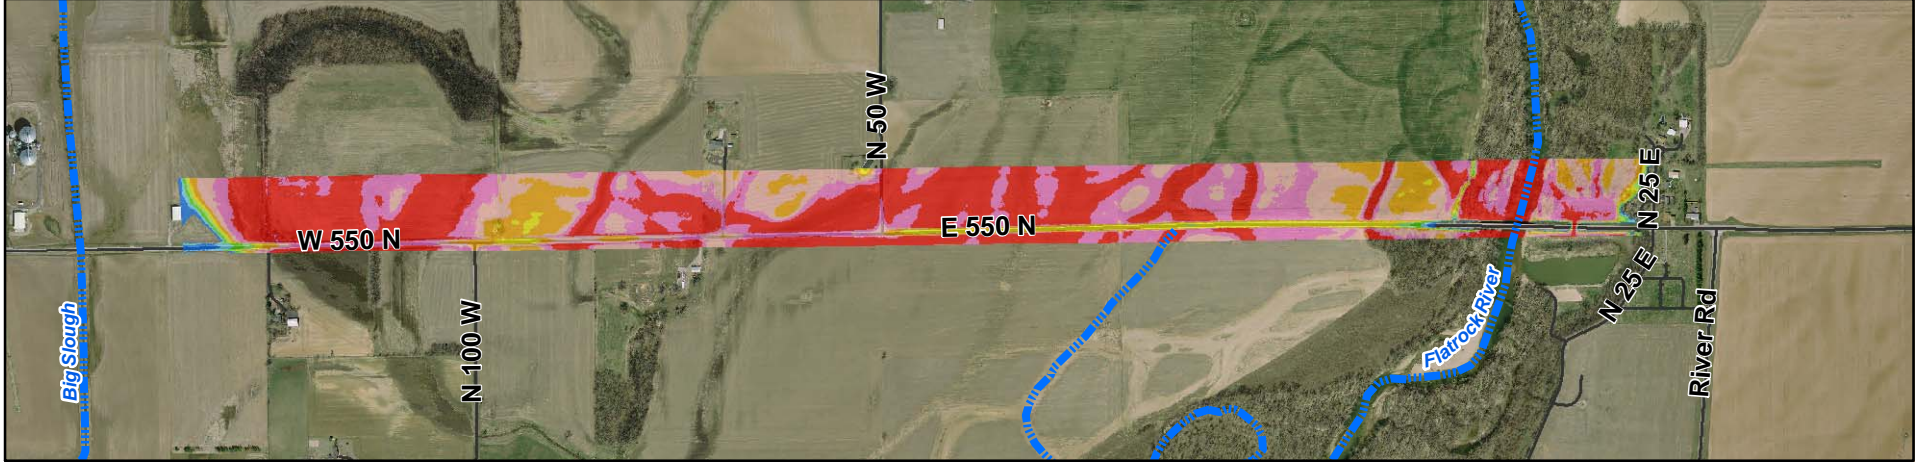 N 50 W
W 550 N
E 550 N
N 25 E
N 25 E
Big Slough
N 100 W
Flatrock River
River Rd